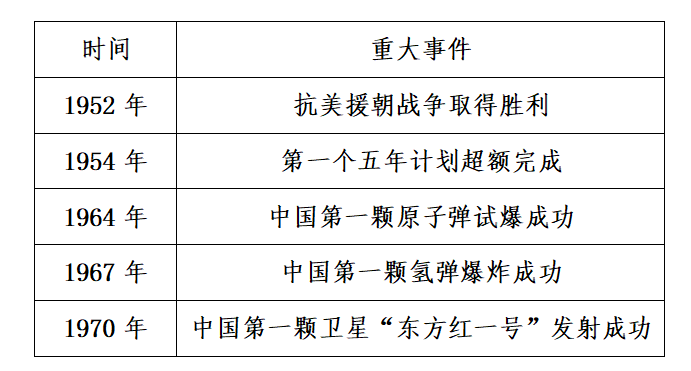 时间 重大事件
1952 年 抗美援朝战争取得胜利
1954 年 第一个五年计划超额完成
1964 年 中国第一颗原子弹试爆成功
1967 年 中国第一颗氢弹爆炸成功
1970 年 中国第一颗卫星“东方红一号”发射成功